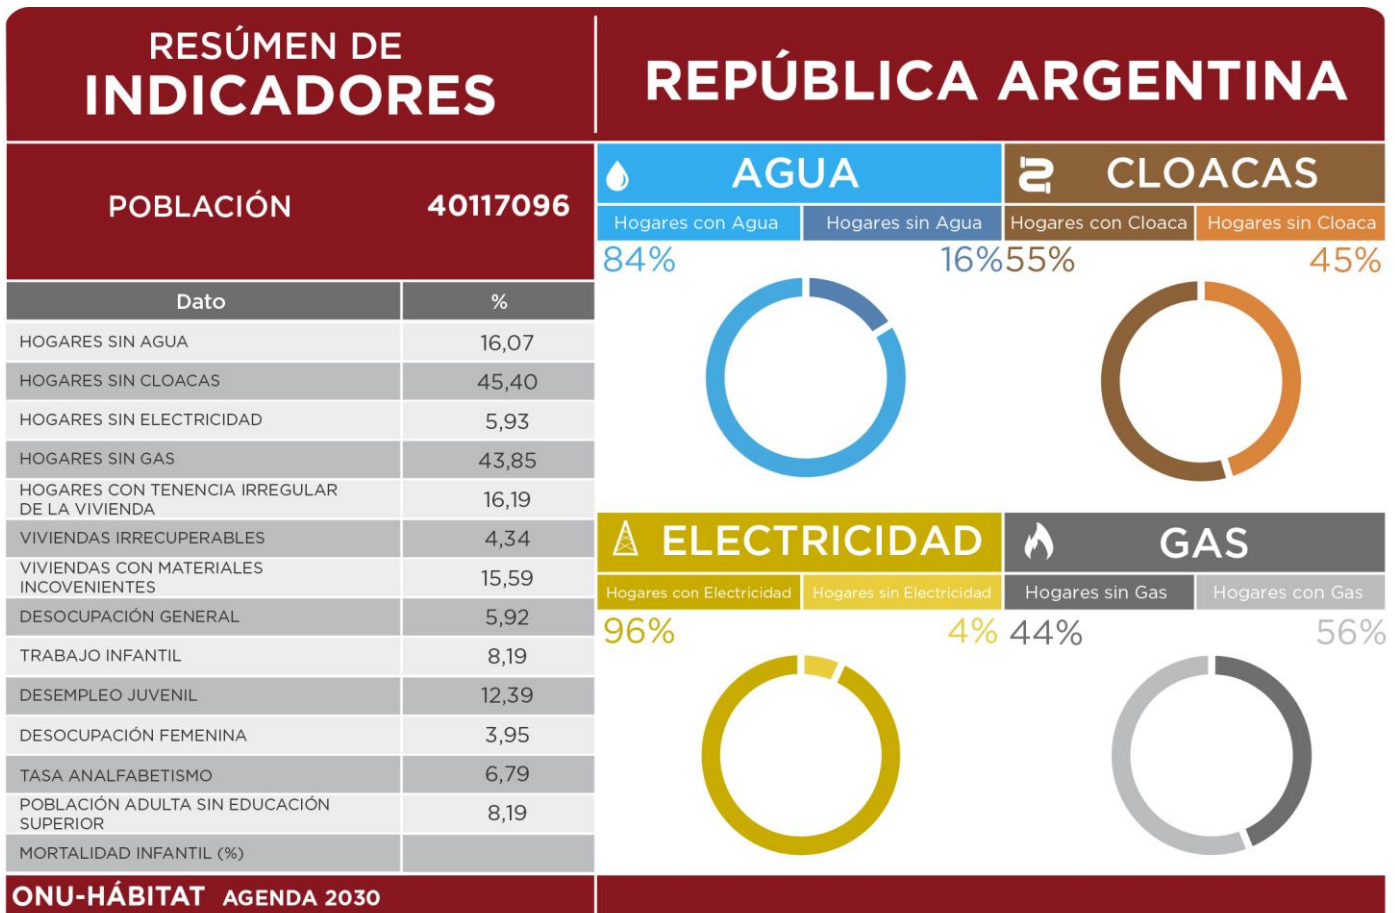 RESÚMEN DE
INDICADORES
REPÚBLICA ARGENTINA
POBLACIÓN 40117096
Dato %
HOGARES SIN AGUA 16,07
HOGARES SIN CLOACAS 45,40
HOGARES SIN ELECTRICIDAD 5,93
HOGARES SIN GAS 43,85
HOGARES CON TENENCIA IRREGULAR
DE LA VIVIENDA 16,19
VIVIENDAS IRRECUPERABLES 4,34
VIVIENDAS CON MATERIALES
INCOVENIENTES 15,59
DESOCUPACIÓN GENERAL 5,92
TRABAJO INFANTIL 8,19
DESEMPLEO JUVENIL 12,39
DESOCUPACIÓN FEMENINA 3,95
TASA ANALFABETISMO 6,79
POBLACIÓN ADULTA SIN EDUCACIÓN
SUPERIOR 8,19
MORTALIDAD INFANTIL (%)
ONU-HÁBITAT AGENDA 2030
AGUA
Hogares con Agua Hogares sin Agua
84% 16%
CLOACAS
Hogares con Cloaca Hogares sin Cloaca
55% 45%
ELECTRICIDAD
Hogares con Electricidad Hogares sin Electricidad
96% 4%
GAS
Hogares sin Gas Hogares con Gas
44% 56%